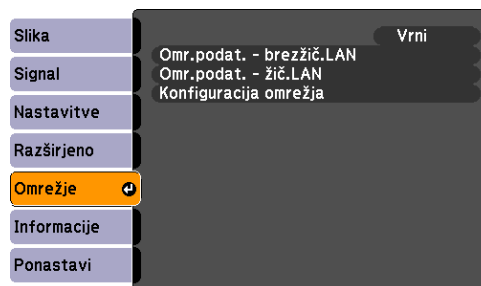 Slika
Signal
Nastavitve
Razširjeno
Omrežje
Informacije
Ponastavi
Vrni
Omr.podat. - brezžič.LAN
Omr.podat. - žič.LAN
Konfiguracija omrežja